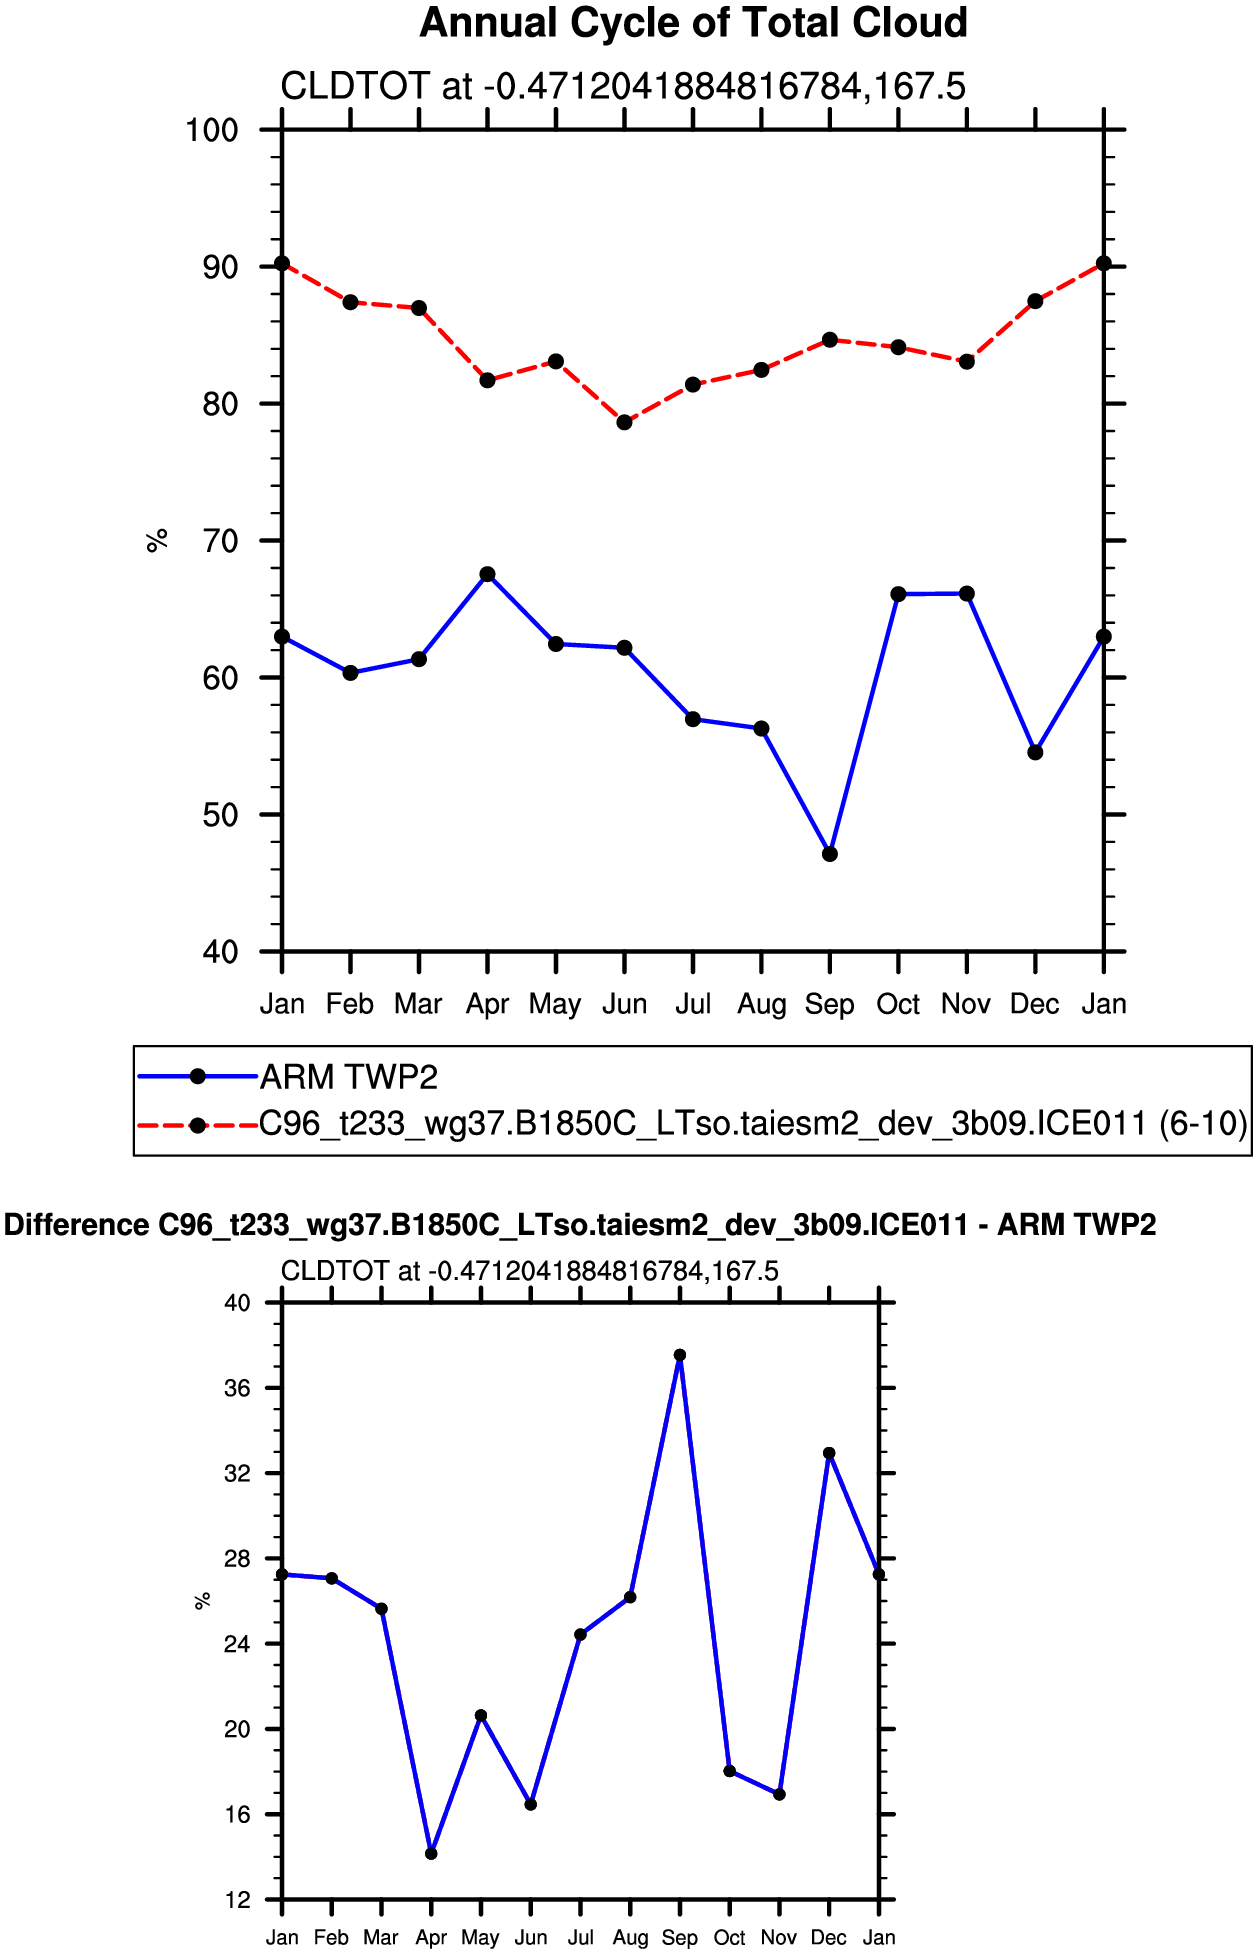 Annual Cycle of Total Cloud
CLDTOT at -0.4712041884816784,167.5
100
90
80
70
60
50
40
%
Jan Feb Mar Apr May Jun Jul Aug Sep Oct Nov Dec Jan
ARM TWP2
C96_t233_wg37.B1850C_LTso.taiesm2_dev_3b09.ICE011 (6-10)
Difference C96_t233_wg37.B1850C_LTso.taiesm2_dev_3b09.ICE011 - ARM TWP2
CLDTOT at -0.4712041884816784,167.5
40
36
32
28
24
20
16
12
%
Jan Feb Mar Apr May Jun Jul Aug Sep Oct Nov Dec Jan